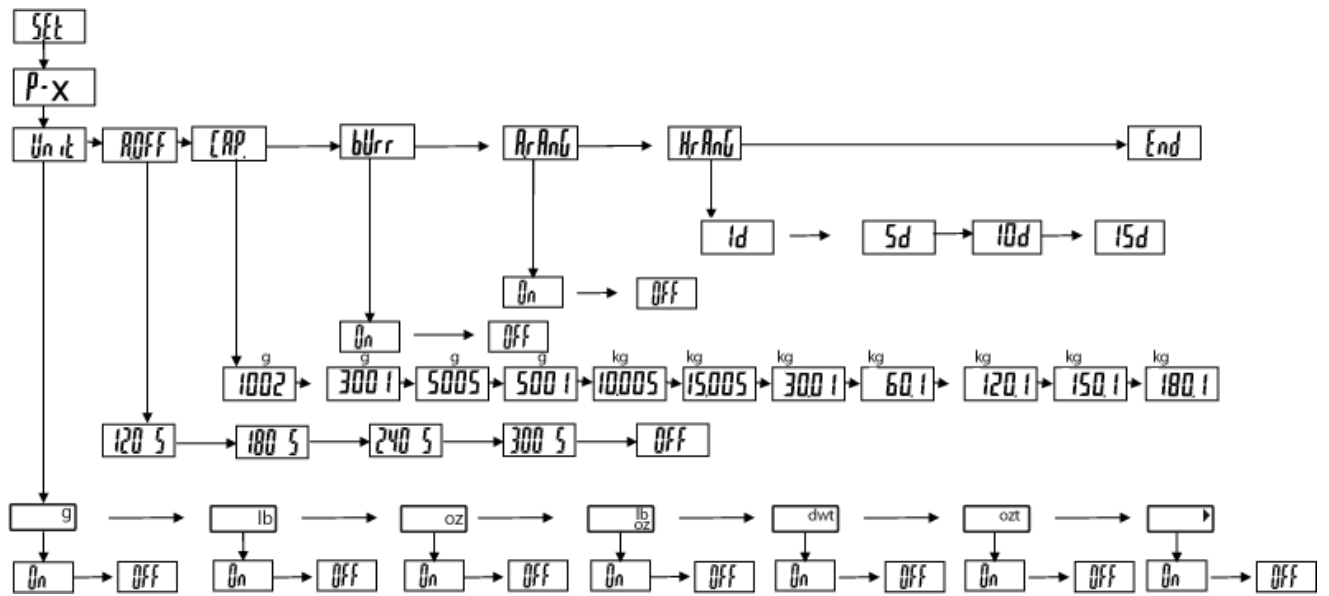 SEt
P-X
Unit A.OFF CAP. bUrr A.rAnG H.rAnG End
1d 5d 10d 15d
On OFF
On OFF
g g g g kg kg kg kg kg kg kg
1002 3001 5005 5001 10.005 15.005 30.01 60.1 120.1 150.1 180.1
120 S 180 S 240 S 300 S OFF
g lb oz lb oz dwt ozt
On OFF On OFF On OFF On OFF On OFF On OFF On OFF